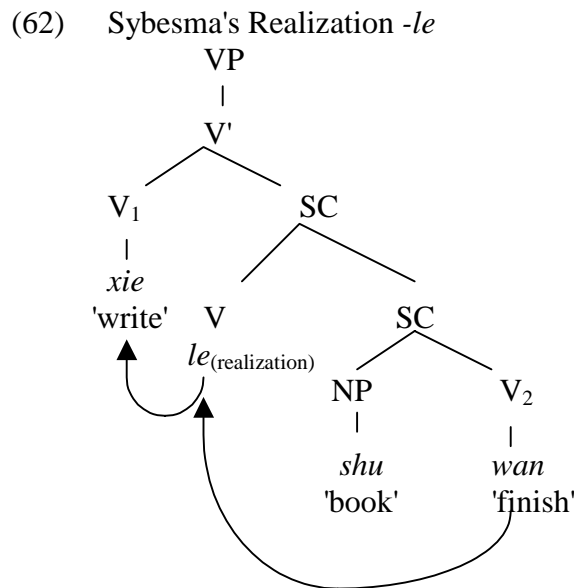 (62) Sybesma's Realization -le
VP
V'
V₁ SC
xie
'write' V SC
le(realization)
NP V₂
shu wan
'book' 'finish'